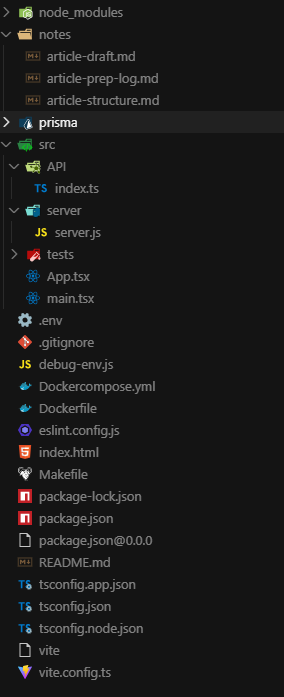 node_modules
notes
article-draft.md
article-prep-log.md
article-structure.md
prisma
src
API
TS index.ts
server
JS server.js
tests
App.tsx
main.tsx
.env
.gitignore
JS debug-env.js
Dockercompose.yml
Dockerfile
eslint.config.js
index.html
Makefile
package-lock.json
package.json
package.json@0.0.0
README.md
TS tsconfig.app.json
TS tsconfig.json
TS tsconfig.node.json
vite
vite.config.ts